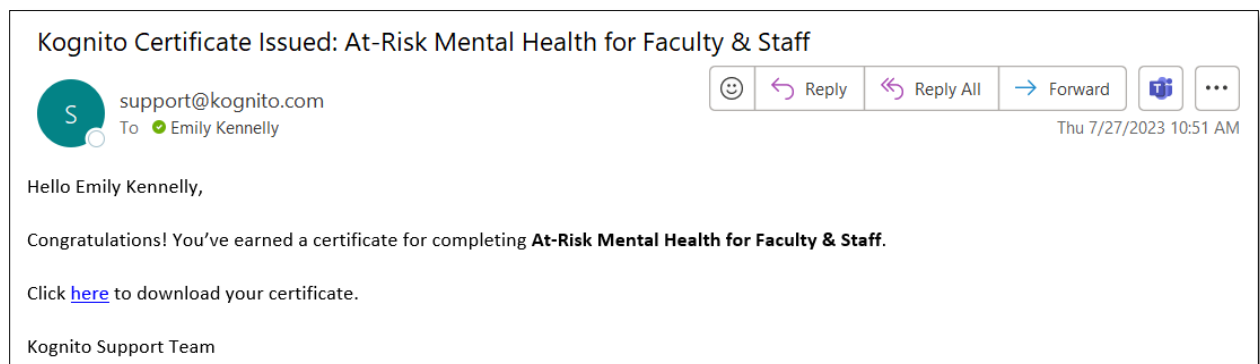 Kognito Certificate Issued: At-Risk Mental Health for Faculty & Staff
S
support@kognito.com
To Emily Kennelly
Reply
Reply All
Forward
Thu 7/27/2023 10:51 AM
Hello Emily Kennelly,
Congratulations! You've earned a certificate for completing At-Risk Mental Health for Faculty & Staff.
Click here to download your certificate.
Kognito Support Team